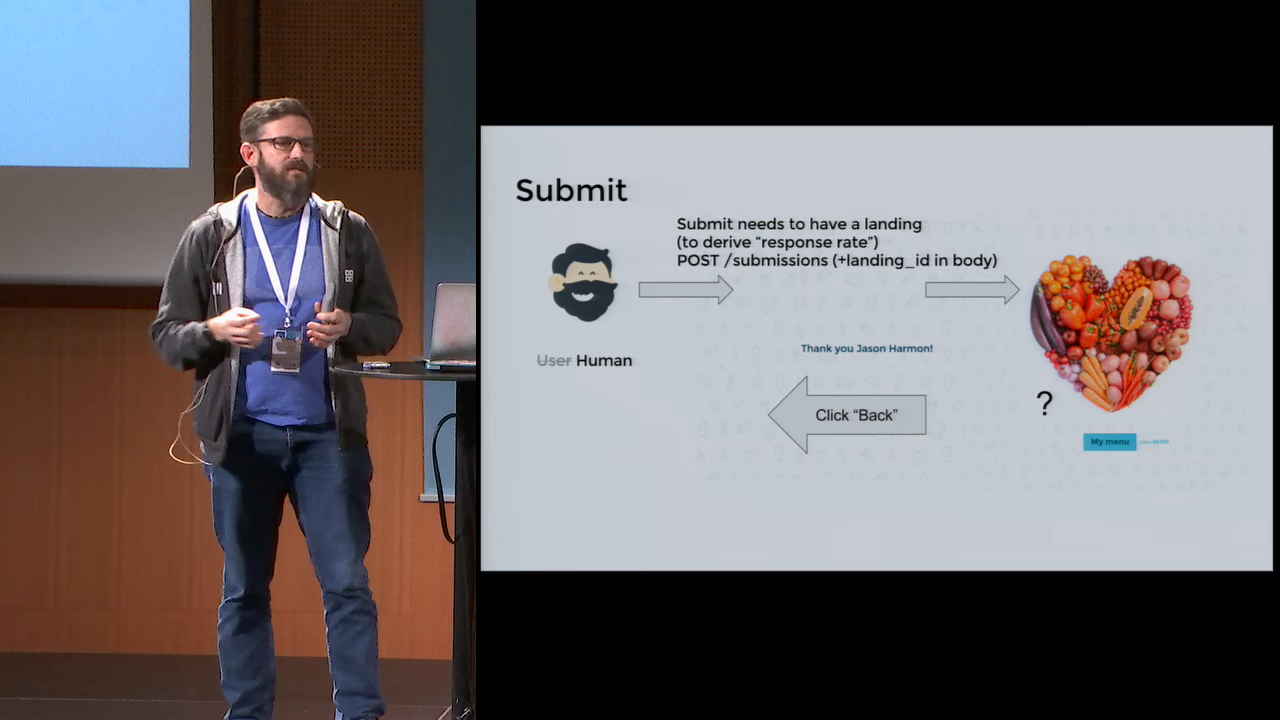 Submit
Submit needs to have a landing
(to derive “response rate”)
POST /submissions (+landing_id in body)
User Human
Thank you Jason Harmon!
Click “Back”
?
My menu